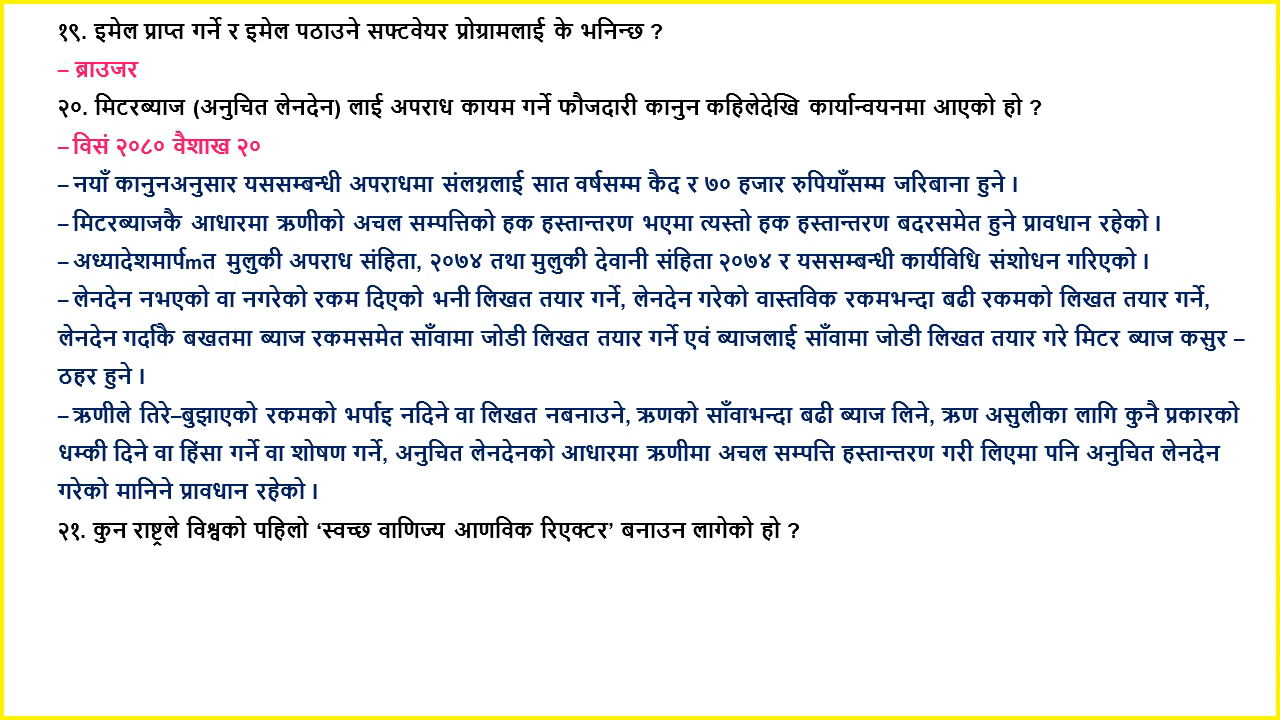 १९. इमेल प्राप्त गर्ने र इमेल पठाउने सफ्टवेयर प्रोग्रामलाई के भनिन्छ ?
– ब्राउजर
२०. मिटरब्याज (अनुचित लेनदेन) लाई अपराध कायम गर्ने फौजदारी कानुन कहिलेदेखि कार्यान्वयनमा आएको हो ?
– विसं २०८० वैशाख २०
– नयाँ कानुनअनुसार यससम्बन्धी अपराधमा संलग्नलाई सात वर्षसम्म कैद र ७० हजार रुपियाँसम्म जरिबाना हुने ।
– मिटरब्याजकै आधारमा ऋणीको अचल सम्पत्तिको हक हस्तान्तरण भएमा त्यस्तो हक हस्तान्तरण बदरसमेत हुने प्रावधान रहेको ।
– अध्यादेशमार्पmत मुलुकी अपराध संहिता, २०७४ तथा मुलुकी देवानी संहिता २०७४ र यससम्बन्धी कार्यविधि संशोधन गरिएको ।
– लेनदेन नभएको वा नगरेको रकम दिएको भनी लिखत तयार गर्ने, लेनदेन गरेको वास्तविक रकमभन्दा बढी रकमको लिखत तयार गर्ने,
लेनदेन गर्दाकै बखतमा ब्याज रकमसमेत साँवामा जोडी लिखत तयार गर्ने एवं ब्याजलाई साँवामा जोडी लिखत तयार गरे मिटर ब्याज कसुर –
ठहर हुने ।
– ऋणीले तिरे–बुझाएको रकमको भर्पाइ नदिने वा लिखत नबनाउने, ऋणको साँवाभन्दा बढी ब्याज लिने, ऋण असुलीका लागि कुनै प्रकारको
धम्की दिने वा हिंसा गर्ने वा शोषण गर्ने, अनुचित लेनदेनको आधारमा ऋणीमा अचल सम्पत्ति हस्तान्तरण गरी लिएमा पनि अनुचित लेनदेन
गरेको मानिने प्रावधान रहेको ।
२१. कुन राष्ट्रले विश्वको पहिलो ‘स्वच्छ वाणिज्य आणविक रिएक्टर’ बनाउन लागेको हो ?